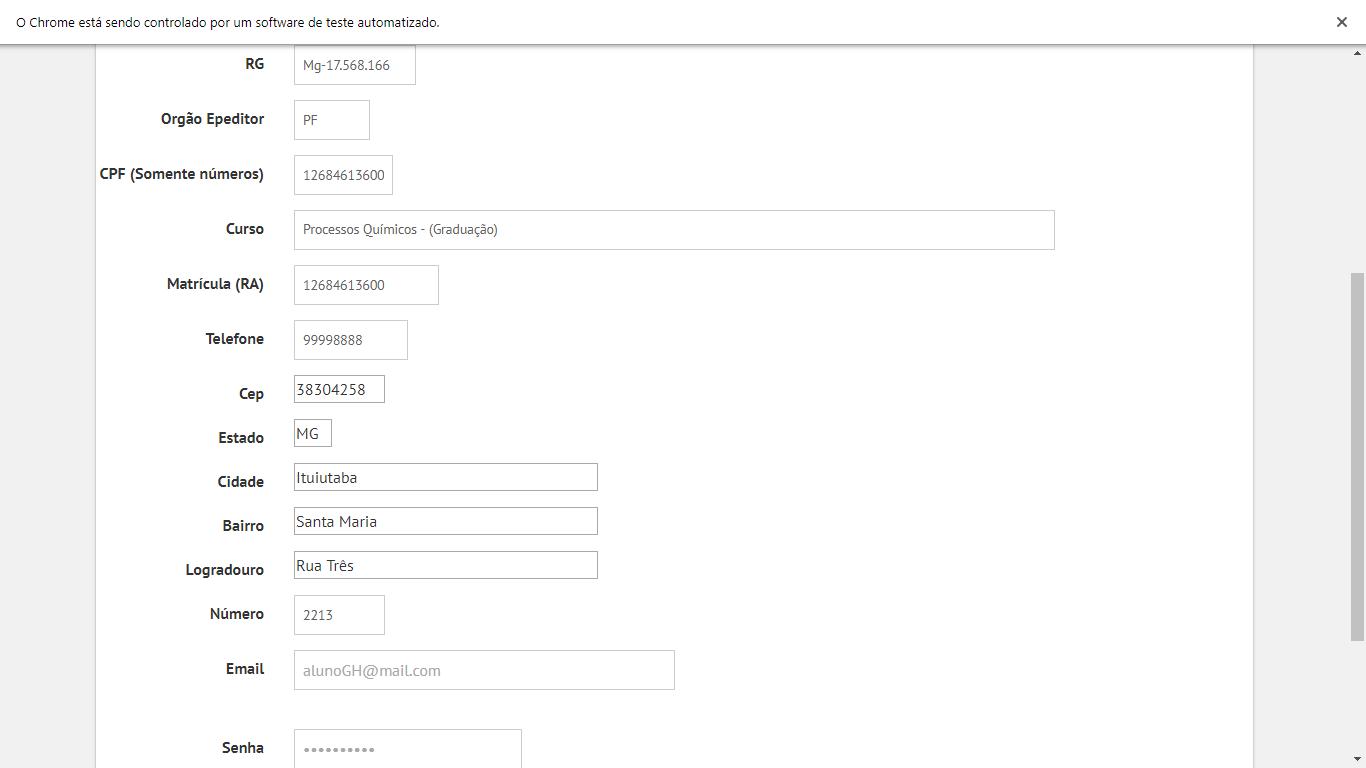 O Chrome está sendo controlado por um software de teste automatizado.
RG Mg-17.568.166
Orgão Epeditor PF
CPF (Somente números) 12684613600
Curso Processos Químicos - (Graduação)
Matrícula (RA) 12684613600
Telefone 99998888
Cep 38304258
Estado MG
Cidade Ituiutaba
Bairro Santa Maria
Logradouro Rua Três
Número 2213
Email alunoGH@mail.com
Senha ••••••••••